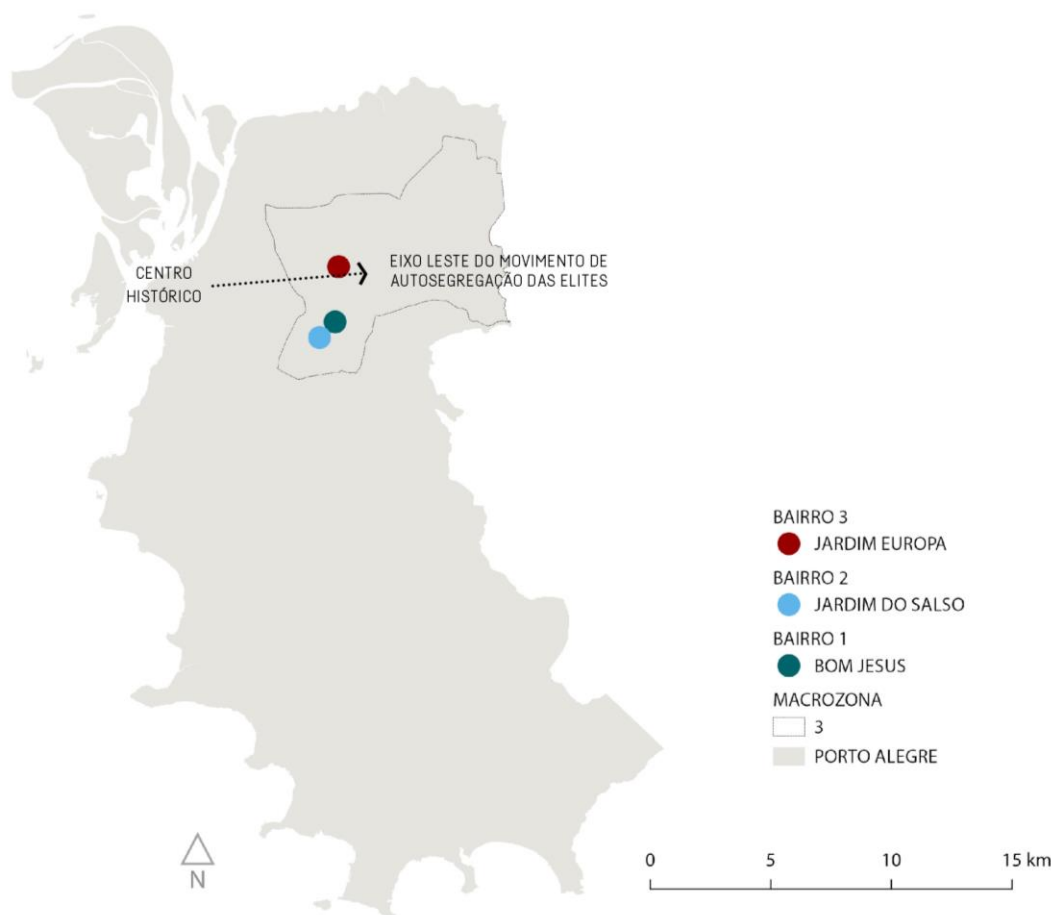 CENTRO
HISTÓRICO
EIXO LESTE DO MOVIMENTO DE
AUTOSEGREGAÇÃO DAS ELITES
BAIRRO 3
JARDIM EUROPA
BAIRRO 2
JARDIM DO SALSO
BAIRRO 1
BOM JESUS
MACROZONA
3
PORTO ALEGRE
N
0 5 10 15 km